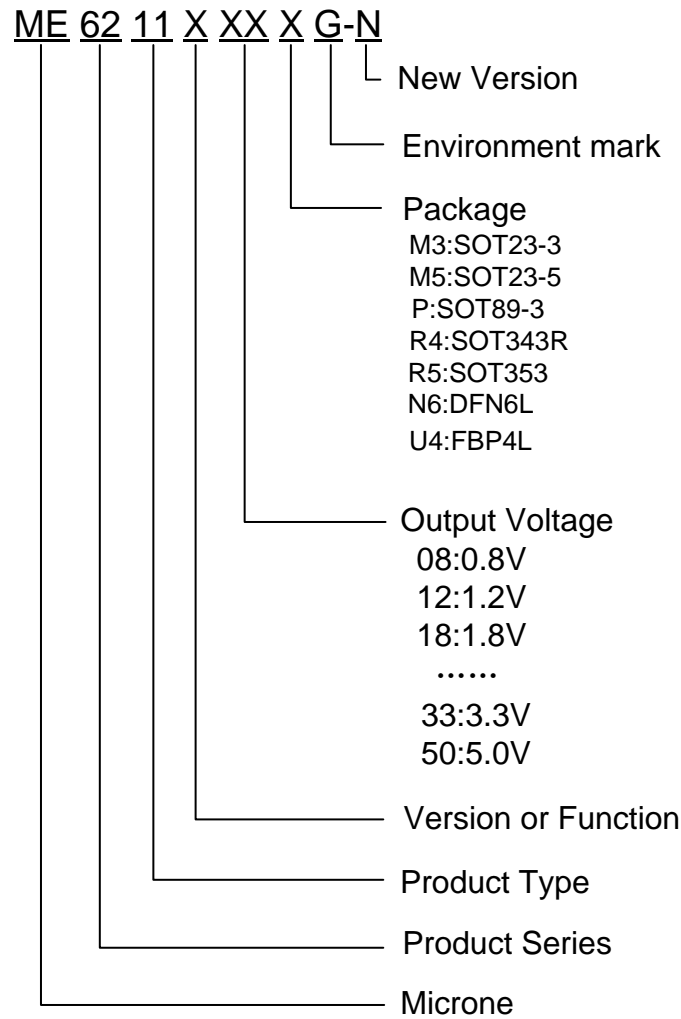 ME 62 11 X XX X G-N
New Version
Environment mark
Package
M3:SOT23-3
M5:SOT23-5
P:SOT89-3
R4:SOT343R
R5:SOT353
N6:DFN6L
U4:FBP4L
Output Voltage
08:0.8V
12:1.2V
18:1.8V
……
33:3.3V
50:5.0V
Version or Function
Product Type
Product Series
Microne